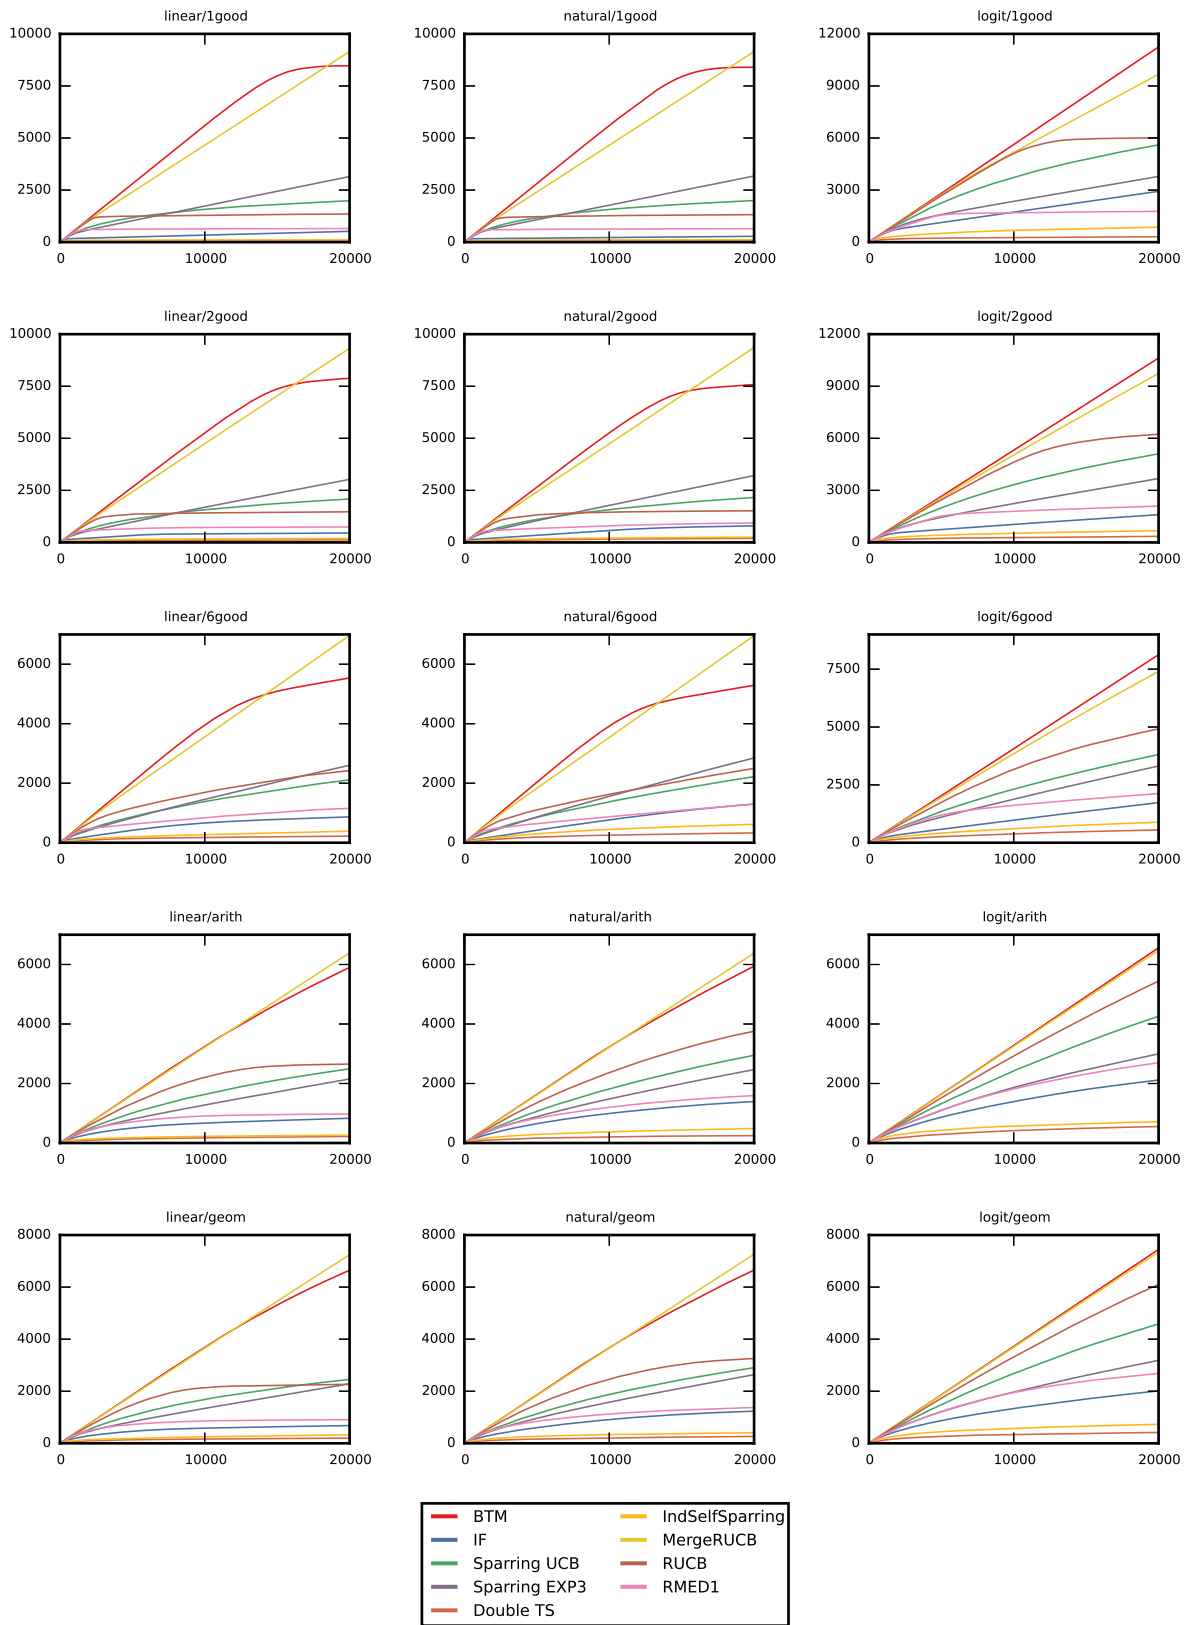 linear/1good natural/1good logit/1good
10000 10000 12000
7500 7500 9000
5000 5000 6000
2500 2500 3000
0 0 0
0 10000 20000 0 10000 20000 0 10000 20000
linear/2good natural/2good logit/2good
10000 10000 12000
7500 7500 9000
5000 5000 6000
2500 2500 3000
0 0 0
0 10000 20000 0 10000 20000 0 10000 20000
linear/6good natural/6good logit/6good
6000 6000 7500
4000 4000 5000
2000 2000 2500
0 0 0
0 10000 20000 0 10000 20000 0 10000 20000
linear/arith natural/arith logit/arith
6000 6000 6000
4000 4000 4000
2000 2000 2000
0 0 0
0 10000 20000 0 10000 20000 0 10000 20000
linear/geom natural/geom logit/geom
8000 8000 8000
6000 6000 6000
4000 4000 4000
2000 2000 2000
0 0 0
0 10000 20000 0 10000 20000 0 10000 20000
BTM IndSelfSparring
IF MergeRUCB
Sparring UCB RUCB
Sparring EXP3 RMED1
Double TS